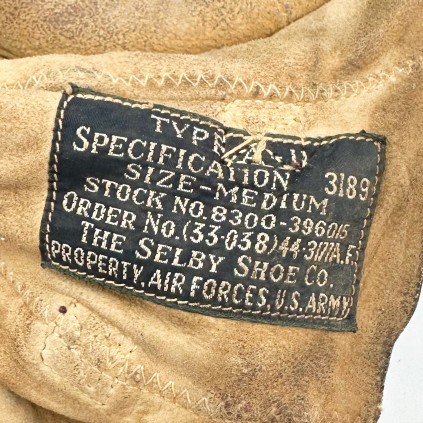 TYPE A-11
SPECIFICATION 3189
SIZE-MEDIUM
STOCK No. 8300-396015
ORDER No. (33-038) 44-3177A.F.
THE SELBY SHOE CO.
PROPERTY, AIR FORCES, U.S. ARMY